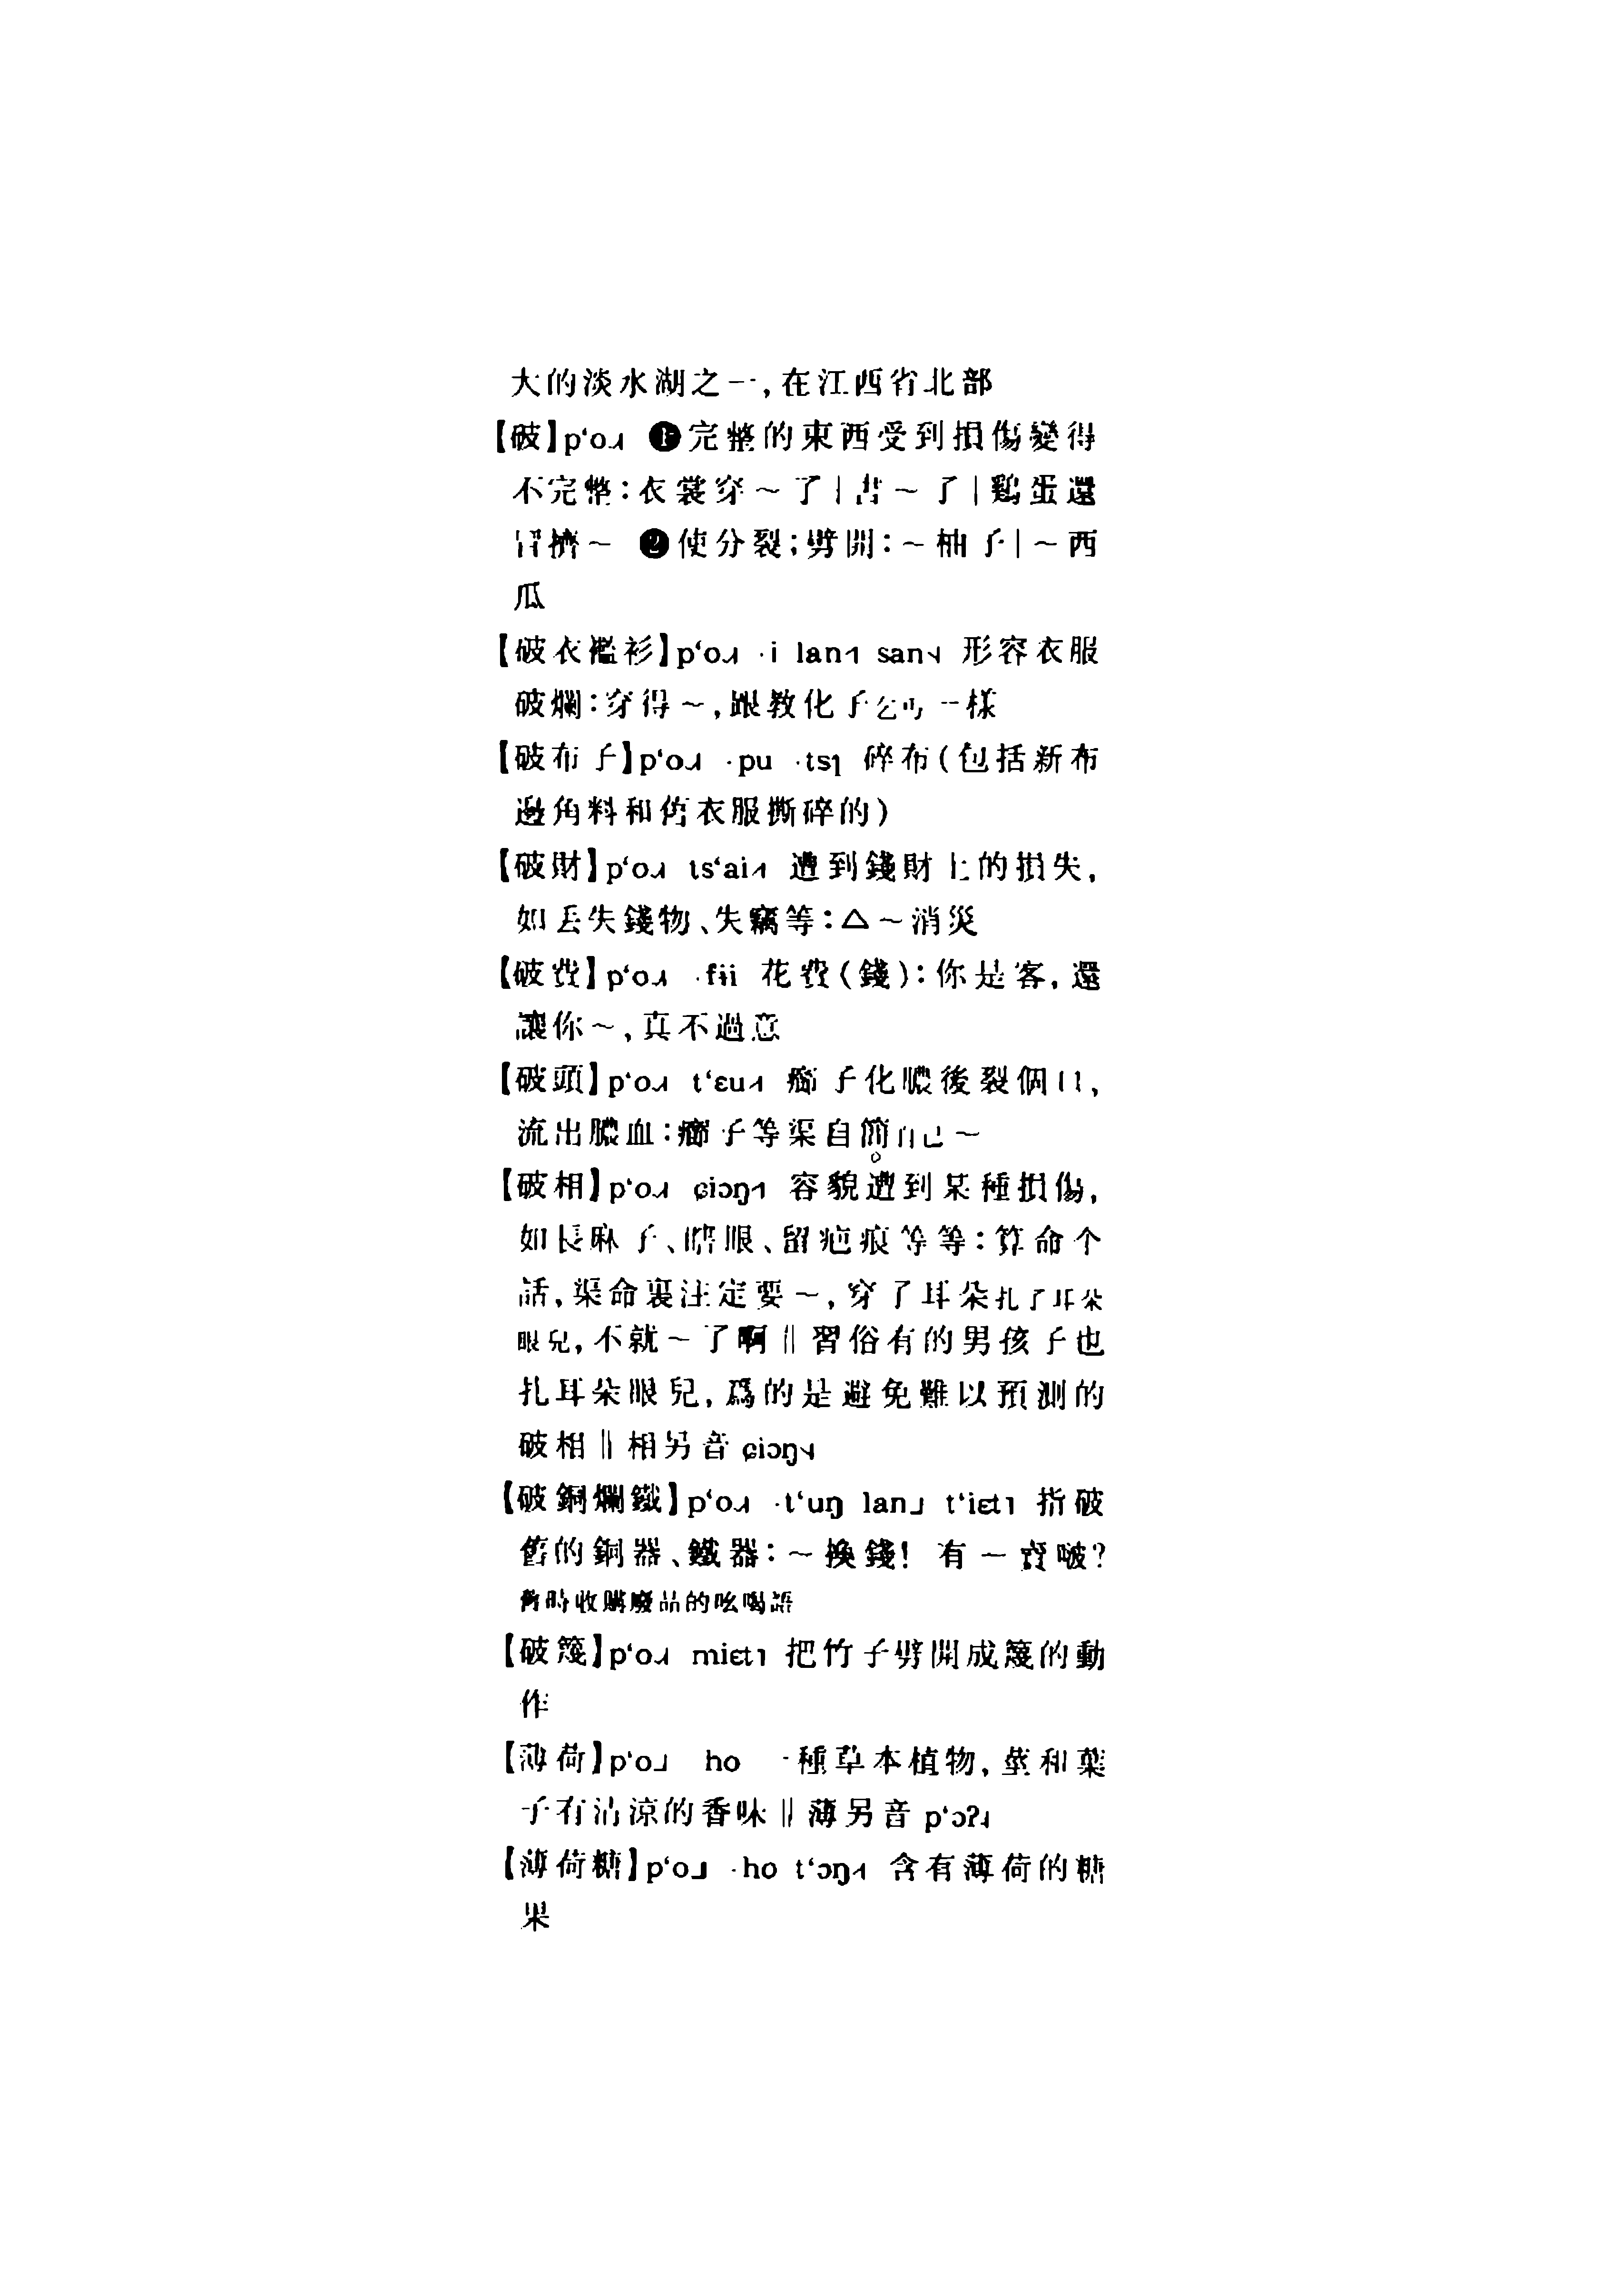 大的淡水湖之一,在江西省北部
【破】p‘o˨˦ ❶完整的東西受到損傷變得
不完整:衣裳穿～了|書～了|鷄蛋還
冒擠～ ❷使分裂;劈開:～柚子|～西
瓜
【破衣襤衫】p‘o ·i lan san 形容衣服
破爛:穿得～,跟教化子一樣
【破布子】p‘o ·pu ·tsɿ 碎布(包括新布
邊角料和舊衣服撕碎的)
【破財】p‘o ts‘ai 遭到錢財上的損失,
如丢失錢物、失竊等:△～消災
【破費】p‘o ·fɨi 花費(錢):你是客,還
讓你～,真不過意
【破頭】p‘o t‘ɛu 癤子化膿後裂個口,
流出膿血:癤子等渠自簡自己～
【破相】p‘o ɕiɔŋ 容貌遭到某種損傷,
如長麻子、瞎眼、留疤痕等等:算命个
話,渠命裏注定要～,穿了耳朵扎了耳朵
眼兒,不就～了啊‖習俗有的男孩子也
扎耳朵眼兒,爲的是避免難以預測的
破相‖相另音 ɕiɔŋ
【破銅爛鐵】p‘o ·t‘uŋ lan t‘iɛt 指破
舊的銅器、鐵器:～换錢! 有一賣啵?
舊時收購廢品的吆喝語
【破篾】p‘o miɛt 把竹子劈開成篾的動
作
【薄荷】p‘o ho 一種草本植物,莖和葉
子有清涼的香味‖薄另音 p‘ɔʔ
【薄荷糖】p‘o ·ho t‘ɔŋ 含有薄荷的糖
果